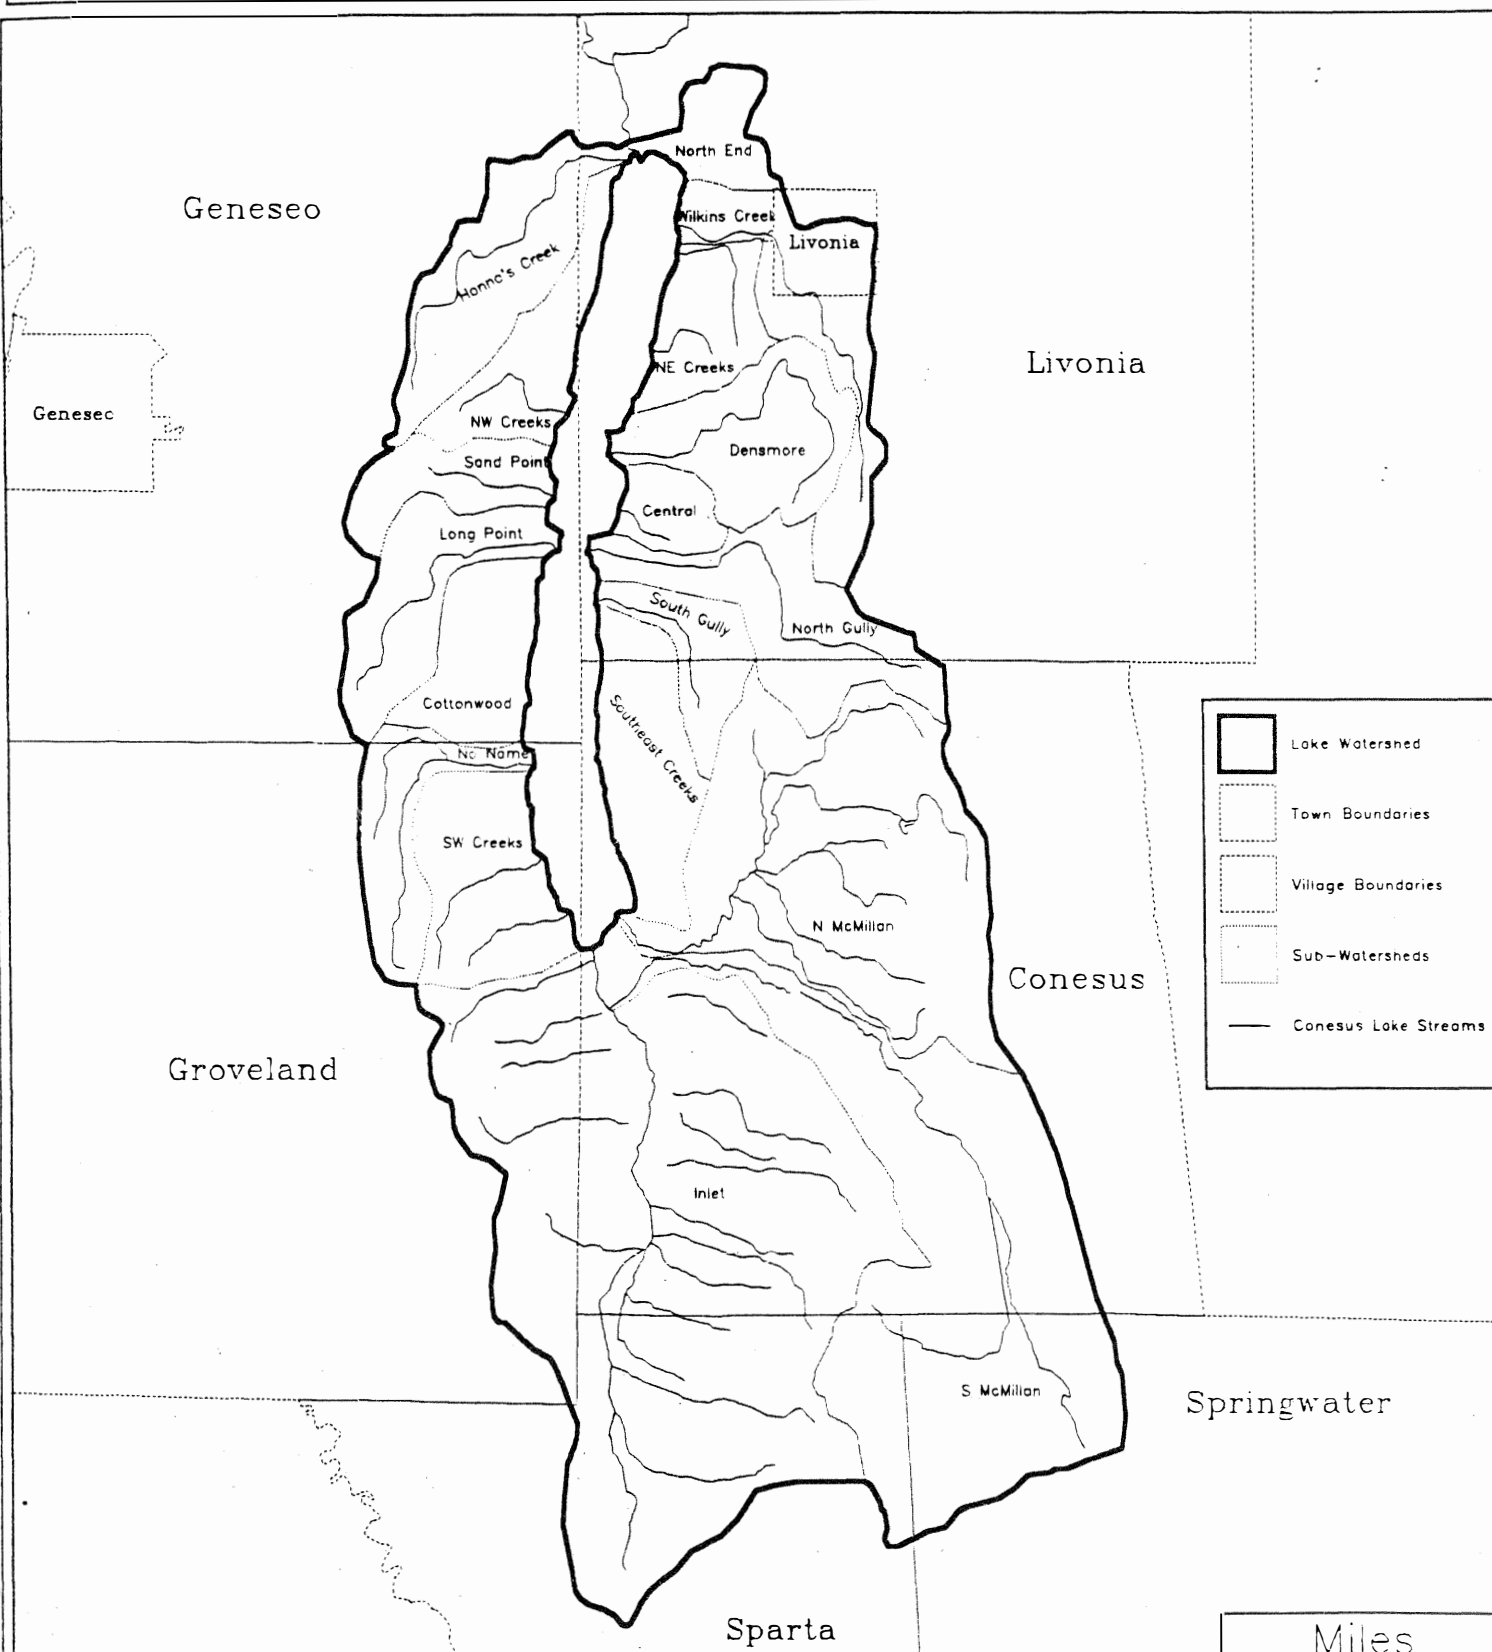 North End
Geneseo
Wilkins Creek
Livonia
Hanna's Creek
Livonia
NE Creeks
Genesec
NW Creeks
Densmore
Sand Point
Central
Long Point
South Gully
North Gully
Cottonwood
Southeast Creeks
No Name
SW Creeks
Lake Watershed
Town Boundaries
Village Boundaries
Sub-Watersheds
Conesus Lake Streams
N McMillan
Conesus
Groveland
Inlet
S McMillan
Springwater
Sparta
Miles